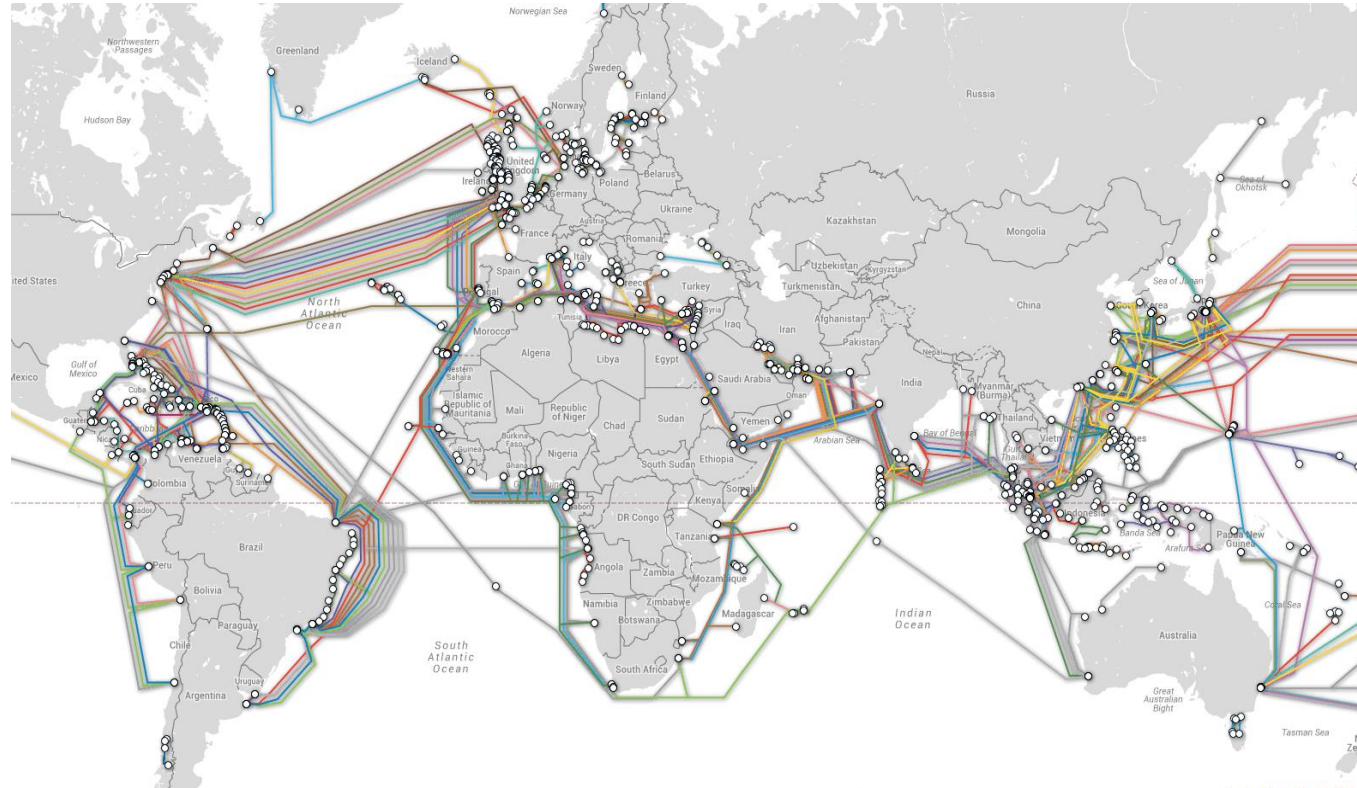 Norwegian Sea
Northwestern
Passages
Greenland
Iceland
Sweden
Finland
Norway
Russia
Hudson Bay
United
Kingdom
Ireland
Sea of
Okhotsk
Belarus
Poland
Germany
Ukraine
Kazakhstan
Mongolia
Austria
France
Romania
Italy
Uzbekistan
Kyrgyzstan
Sea of Japan
Spain
Portugal
Greece
Turkey
Turkmenistan
China
South Korea
North
Atlantic
Ocean
Tunisia
Syria
Iraq
Iran
Afghanistan
Morocco
Pakistan
Nepal
Gulf of
Mexico
Algeria
Libya
Egypt
Western
Sahara
Saudi Arabia
India
Myanmar
(Burma)
Mexico
Cuba
Islamic
Republic of
Mauritania
Mali
Republic
of Niger
Chad
Sudan
Oman
Yemen
Thailand
Arabian Sea
Bay of Bengal
Burkina
Faso
Guinea
Ghana
Nigeria
Ethiopia
South Sudan
Venezuela
Colombia
Kenya
Gabon
DR Congo
Indonesia
Tanzania
Banda Sea
Arafura Sea
Papua New
Guinea
Brazil
Peru
Angola
Zambia
Mozambique
Bolivia
Zimbabwe
Madagascar
Namibia
Botswana
Indian
Ocean
Coral Sea
Paraguay
Chile
South
Atlantic
Ocean
Australia
South Africa
Uruguay
Argentina
Great
Australian
Bight
Tasman Sea